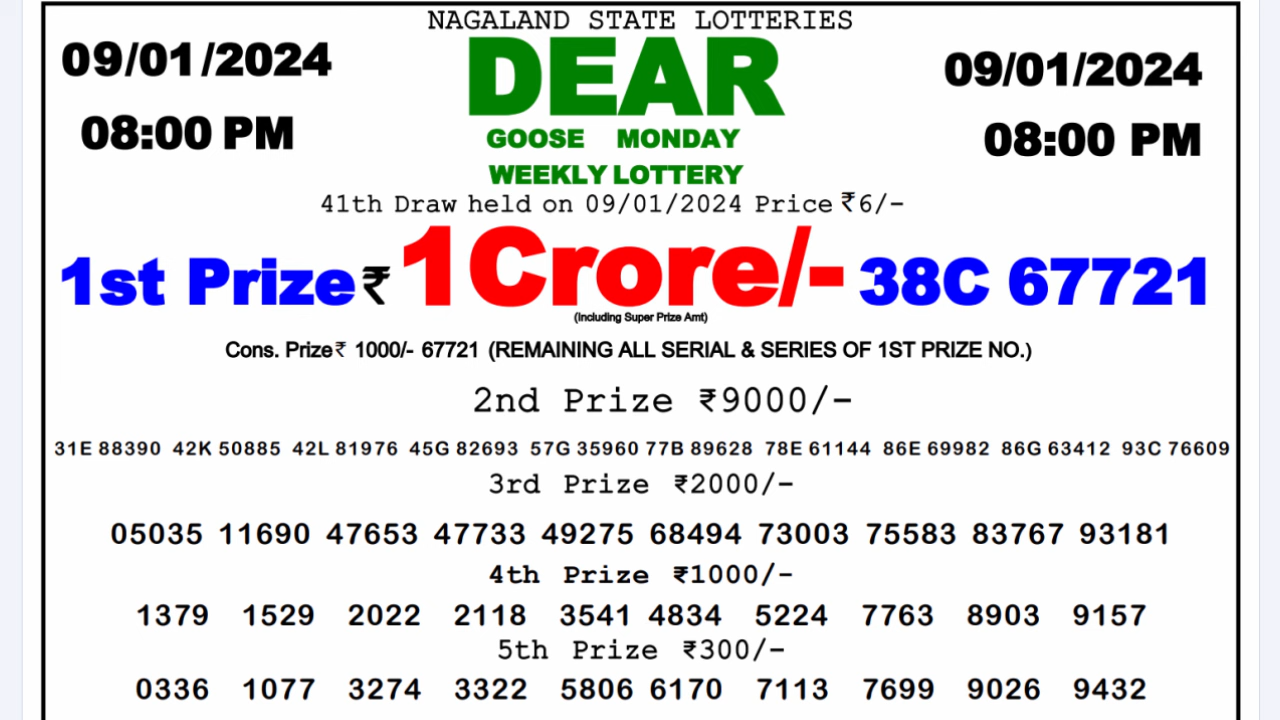 NAGALAND STATE LOTTERIES
09/01/2024
DEAR
09/01/2024
08:00 PM
GOOSE MONDAY
08:00 PM
WEEKLY LOTTERY
41th Draw held on 09/01/2024 Price ₹6/-
1st Prize ₹ 1Crore/- 38C 67721
(Including Super Prize Amt)
Cons. Prize₹ 1000/- 67721 (REMAINING ALL SERIAL & SERIES OF 1ST PRIZE NO.)
2nd Prize ₹9000/-
31E 88390 42K 50885 42L 81976 45G 82693 57G 35960 77B 89628 78E 61144 86E 69982 86G 63412 93C 76609
3rd Prize ₹2000/-
05035 11690 47653 47733 49275 68494 73003 75583 83767 93181
4th Prize ₹1000/-
1379 1529 2022 2118 3541 4834 5224 7763 8903 9157
5th Prize ₹300/-
0336 1077 3274 3322 5806 6170 7113 7699 9026 9432